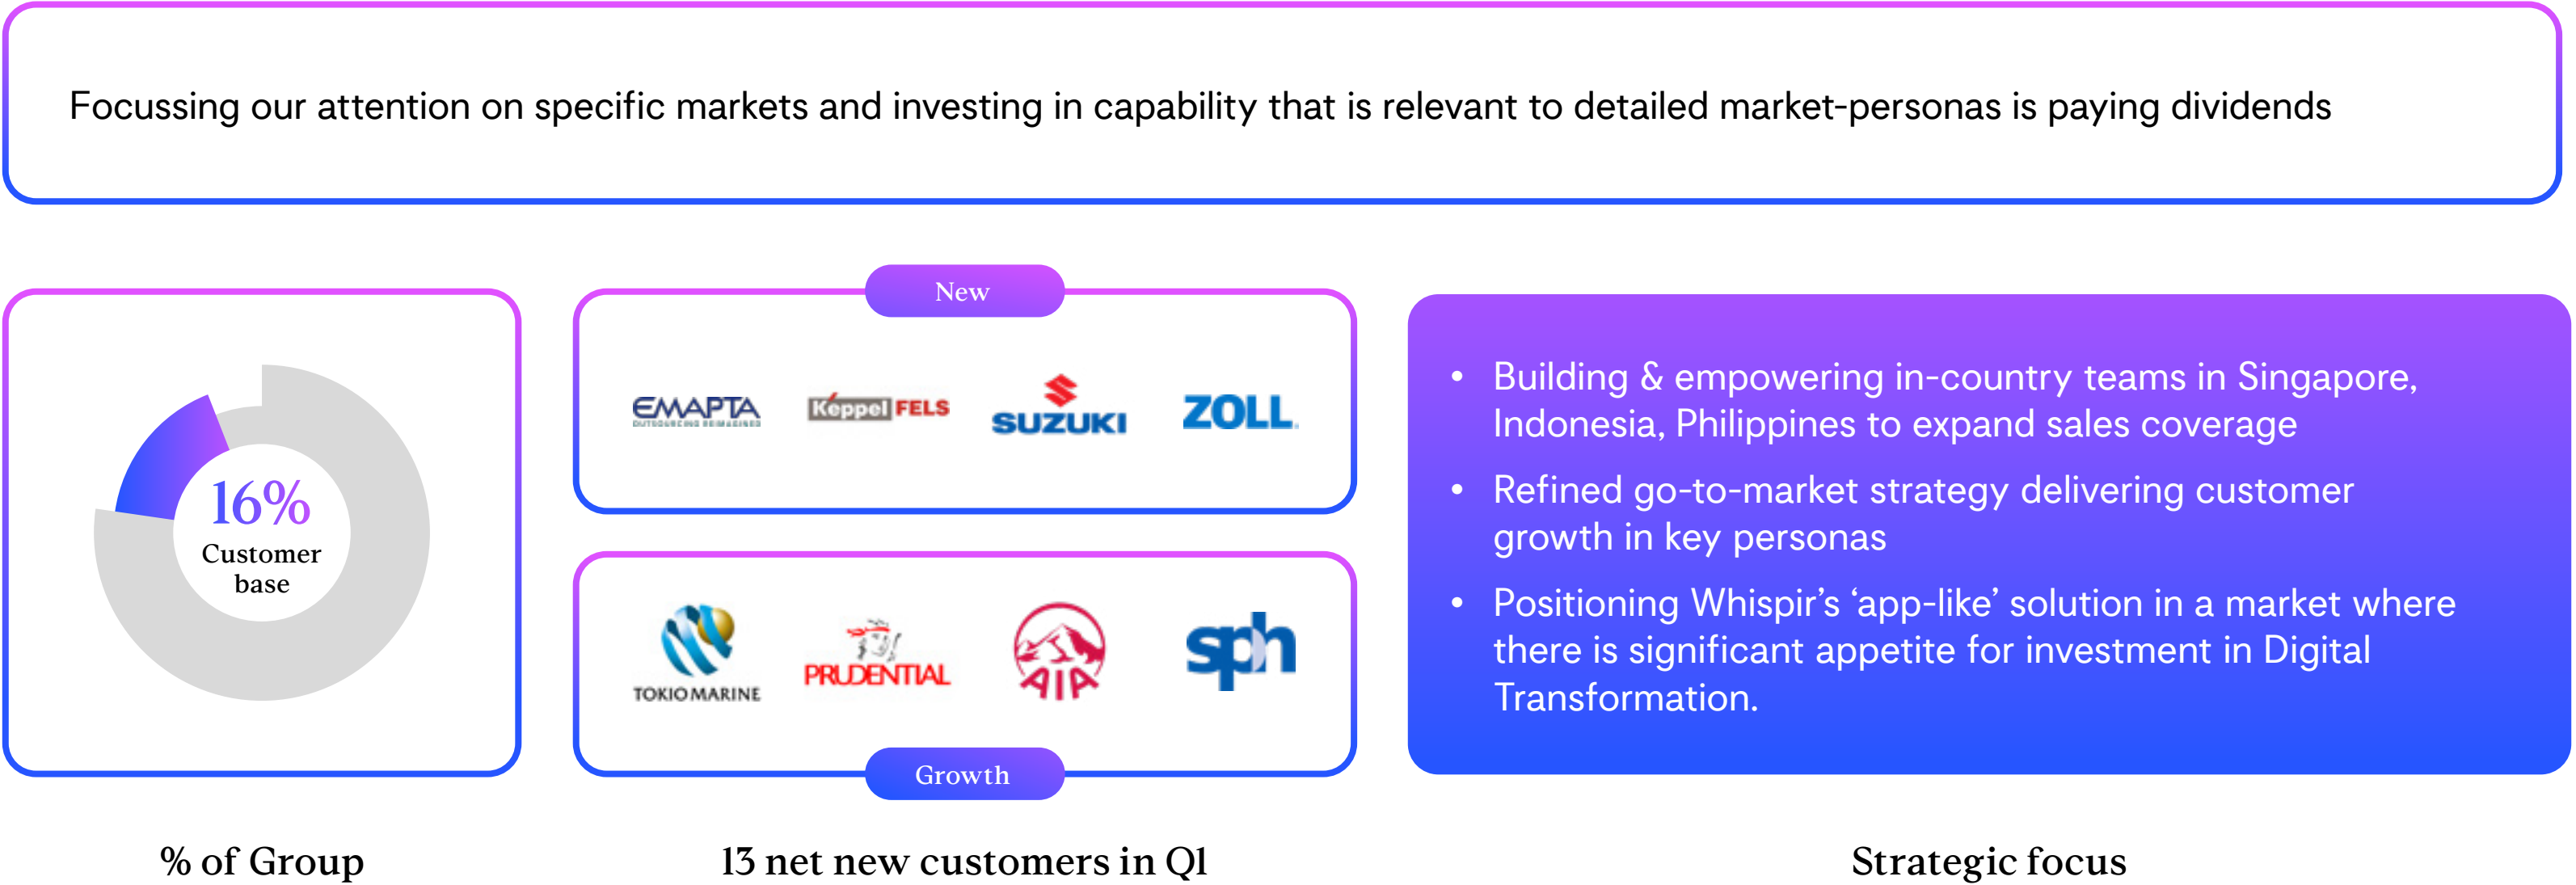 Focussing our attention on specific markets and investing in capability that is relevant to detailed market-personas is paying dividends
16%
Customer
base
% of Group
New
EMAPTA
OUTSOURCING REIMAGINED
Keppel FELS
SUZUKI
ZOLL
TOKIO MARINE
PRUDENTIAL
AIA
sph
Growth
13 net new customers in Q1
• Building & empowering in-country teams in Singapore,
Indonesia, Philippines to expand sales coverage
• Refined go-to-market strategy delivering customer
growth in key personas
• Positioning Whispir’s ‘app-like’ solution in a market where
there is significant appetite for investment in Digital
Transformation.
Strategic focus